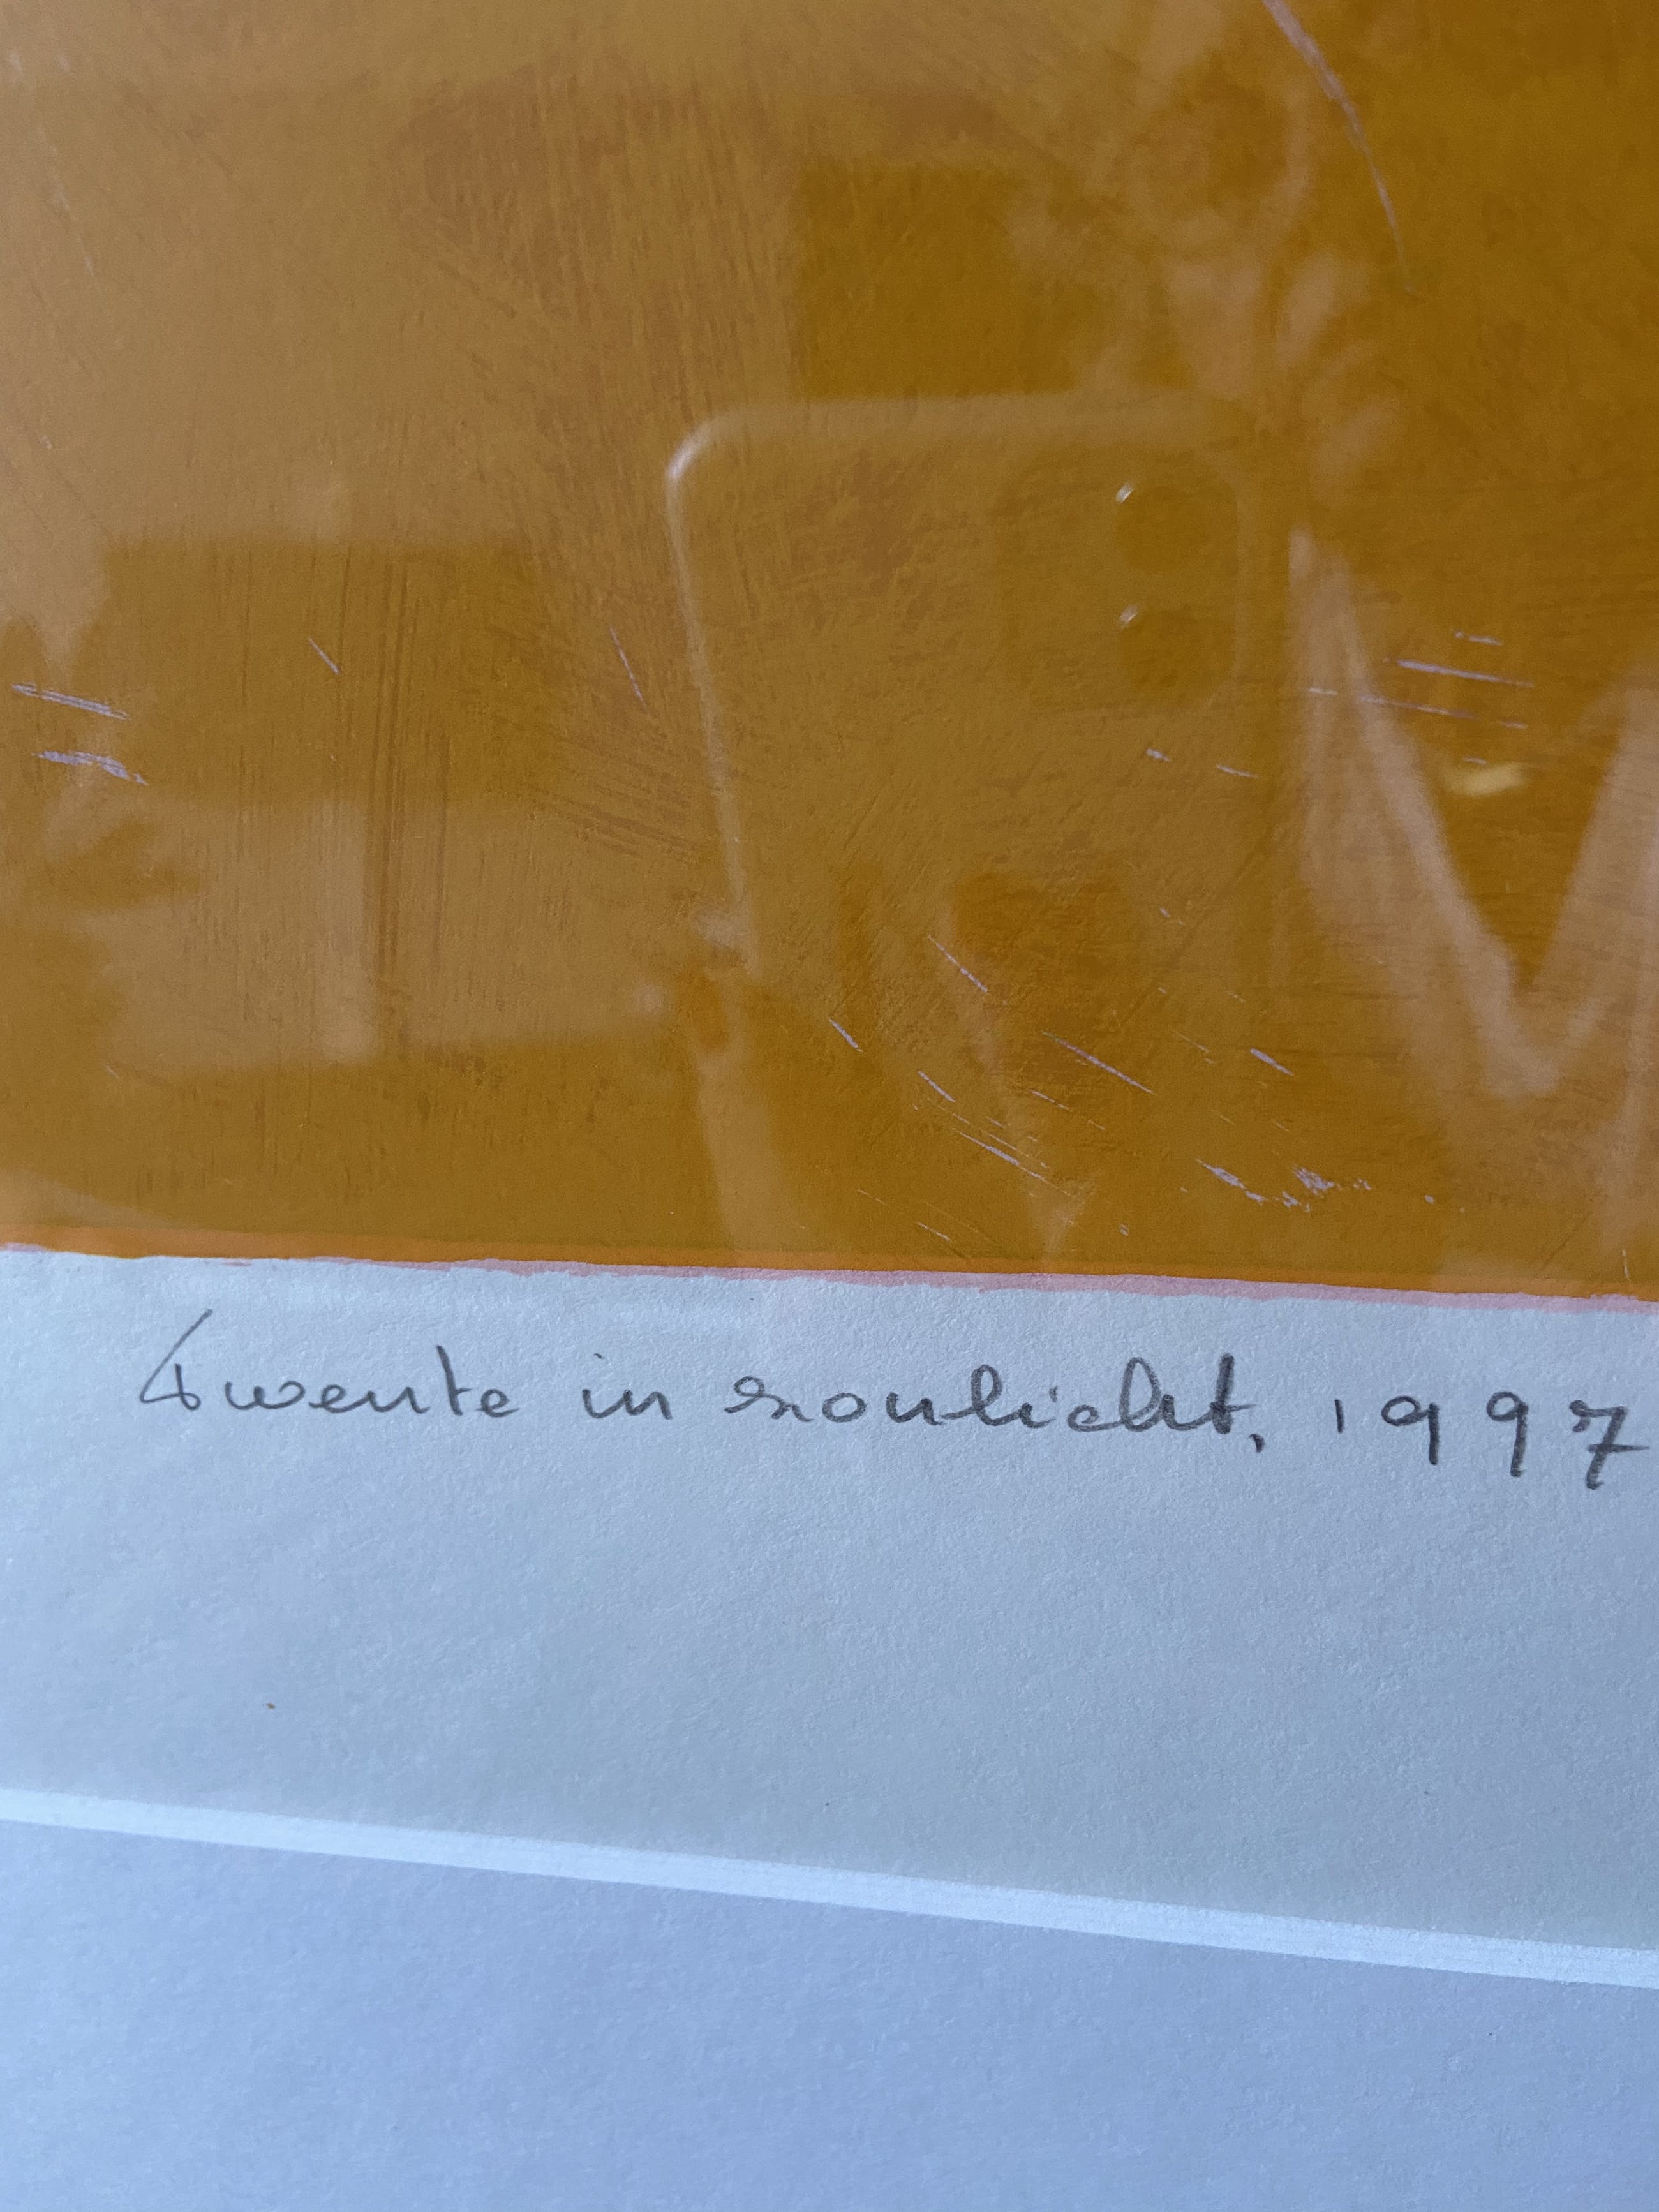 Twente in zonlicht, 1997